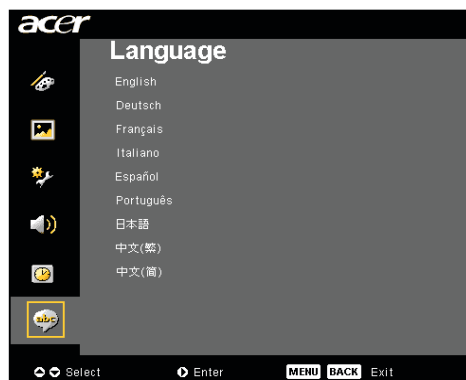 acer
Language
English
Deutsch
Français
Italiano
Español
Português
日本語
中文(繁)
中文(简)
abc
Select Enter MENU BACK Exit